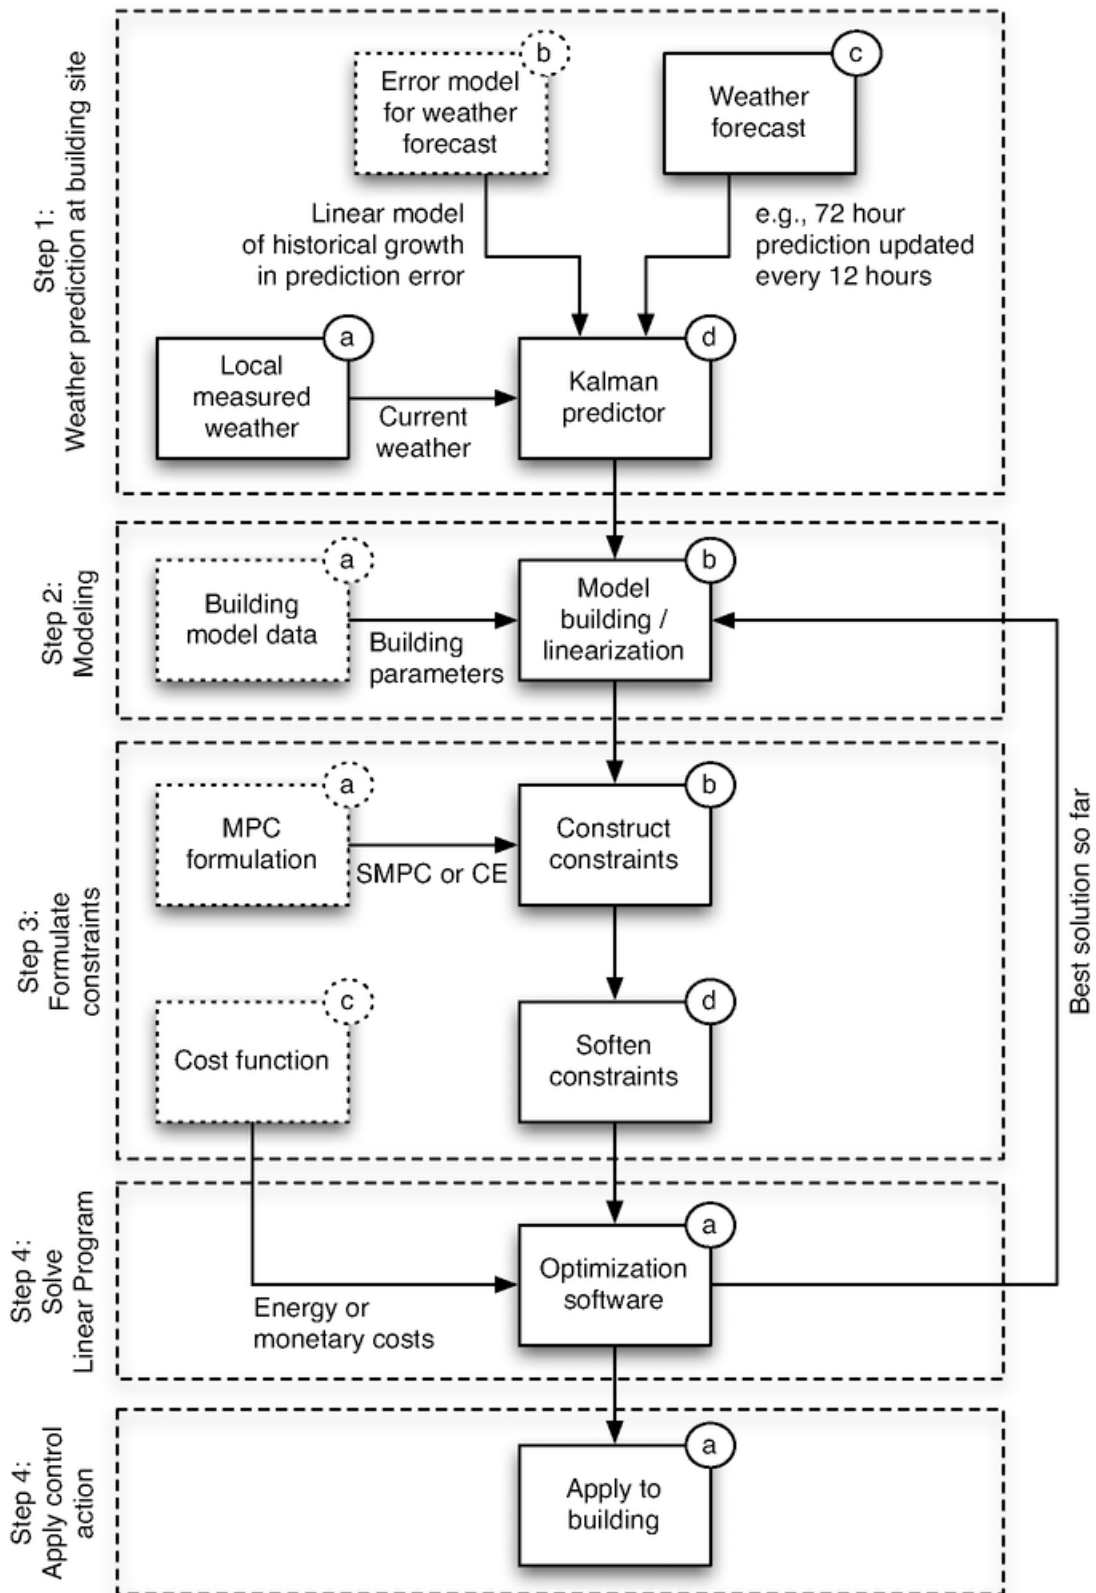 Step 1:
Weather prediction at building site
b
Error model
for weather
forecast
c
Weather
forecast
Linear model
of historical growth
in prediction error
e.g., 72 hour
prediction updated
every 12 hours
a
Local
measured
weather
Current
weather
d
Kalman
predictor
Step 2:
Modeling
a
Building
model data
Building
parameters
b
Model
building /
linearization
Step 3:
Formulate
constraints
a
MPC
formulation
SMPC or CE
b
Construct
constraints
c
Cost function
d
Soften
constraints
Best solution so far
Step 4:
Solve
Linear Program
Energy or
monetary costs
a
Optimization
software
Step 4:
Apply control
action
a
Apply to
building